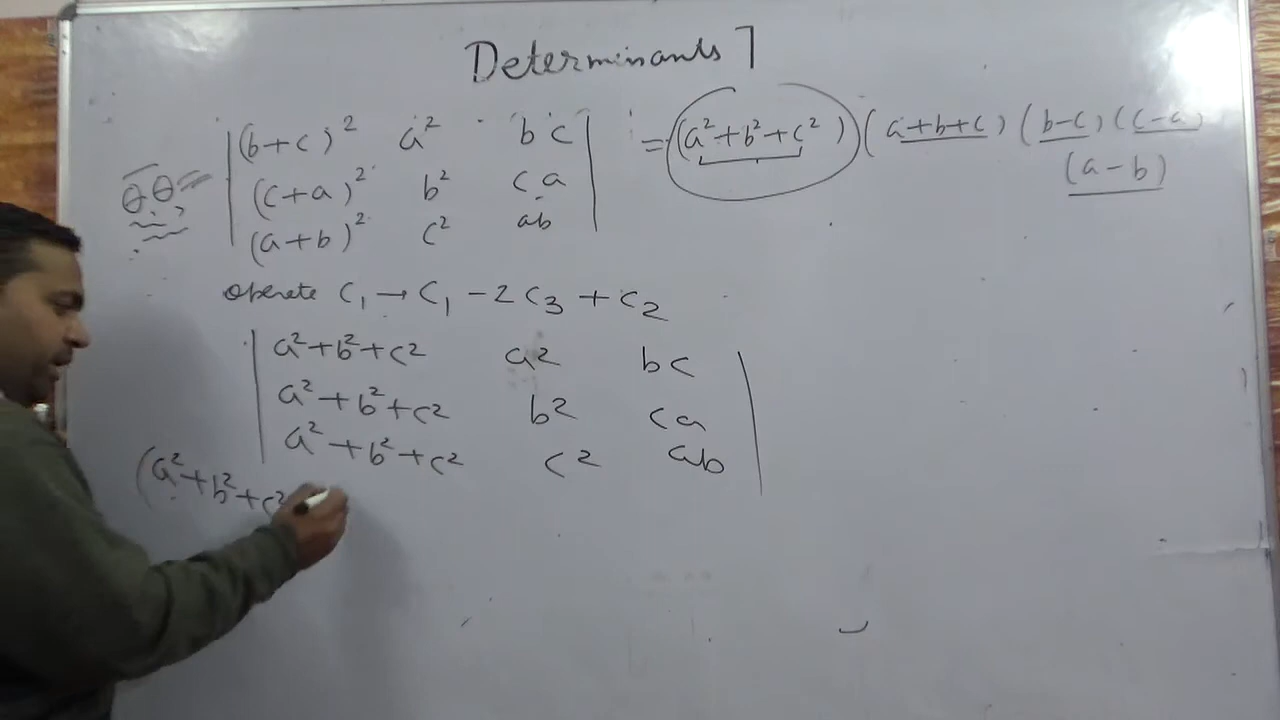 Determinants 7
| (b+c)² a² bc | = (a²+b²+c²) (a+b+c) (b-c) (c-a)
| (c+a)² b² ca | (a-b)
| (a+b)² c² ab |
operate C₁ → C₁ - 2C₃ + C₂
| a²+b²+c² a² bc |
| a²+b²+c² b² ca |
| a²+b²+c² c² ab |
(a²+b²+c²